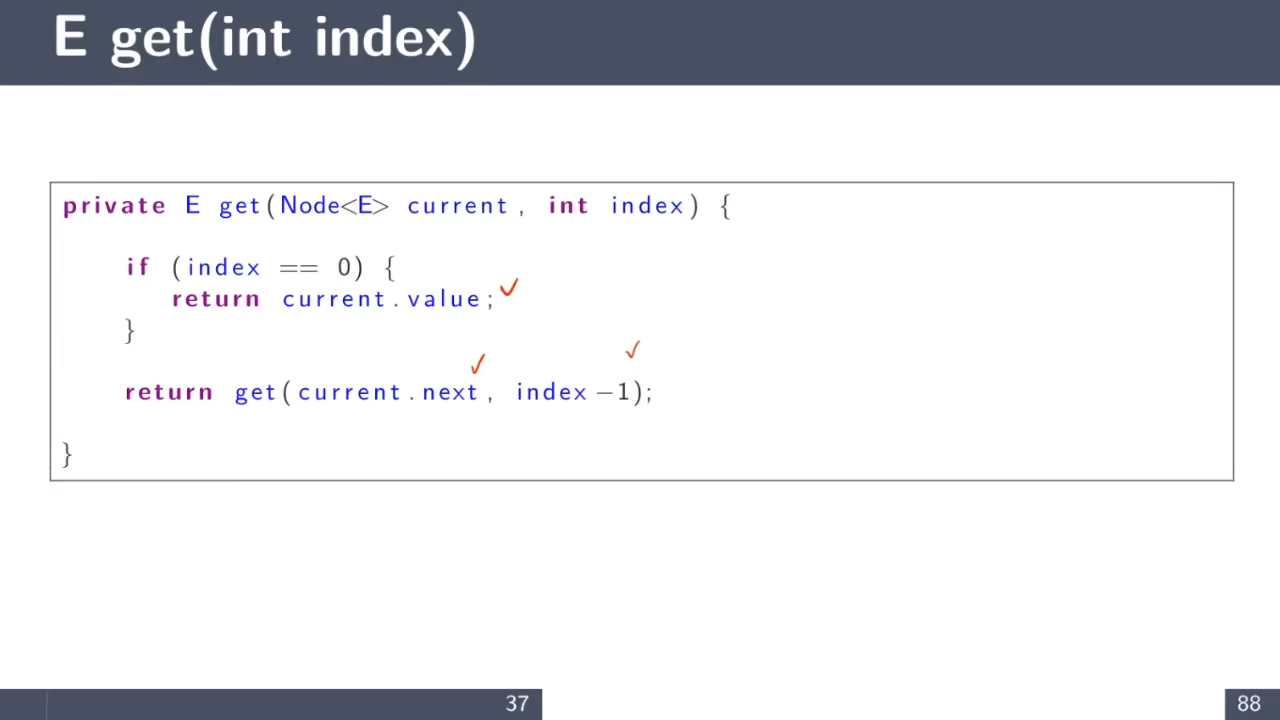 E get(int index)
private E get(Node<E> current, int index) {
if (index == 0) {
return current.value;
}
return get(current.next, index-1);
}
37
88